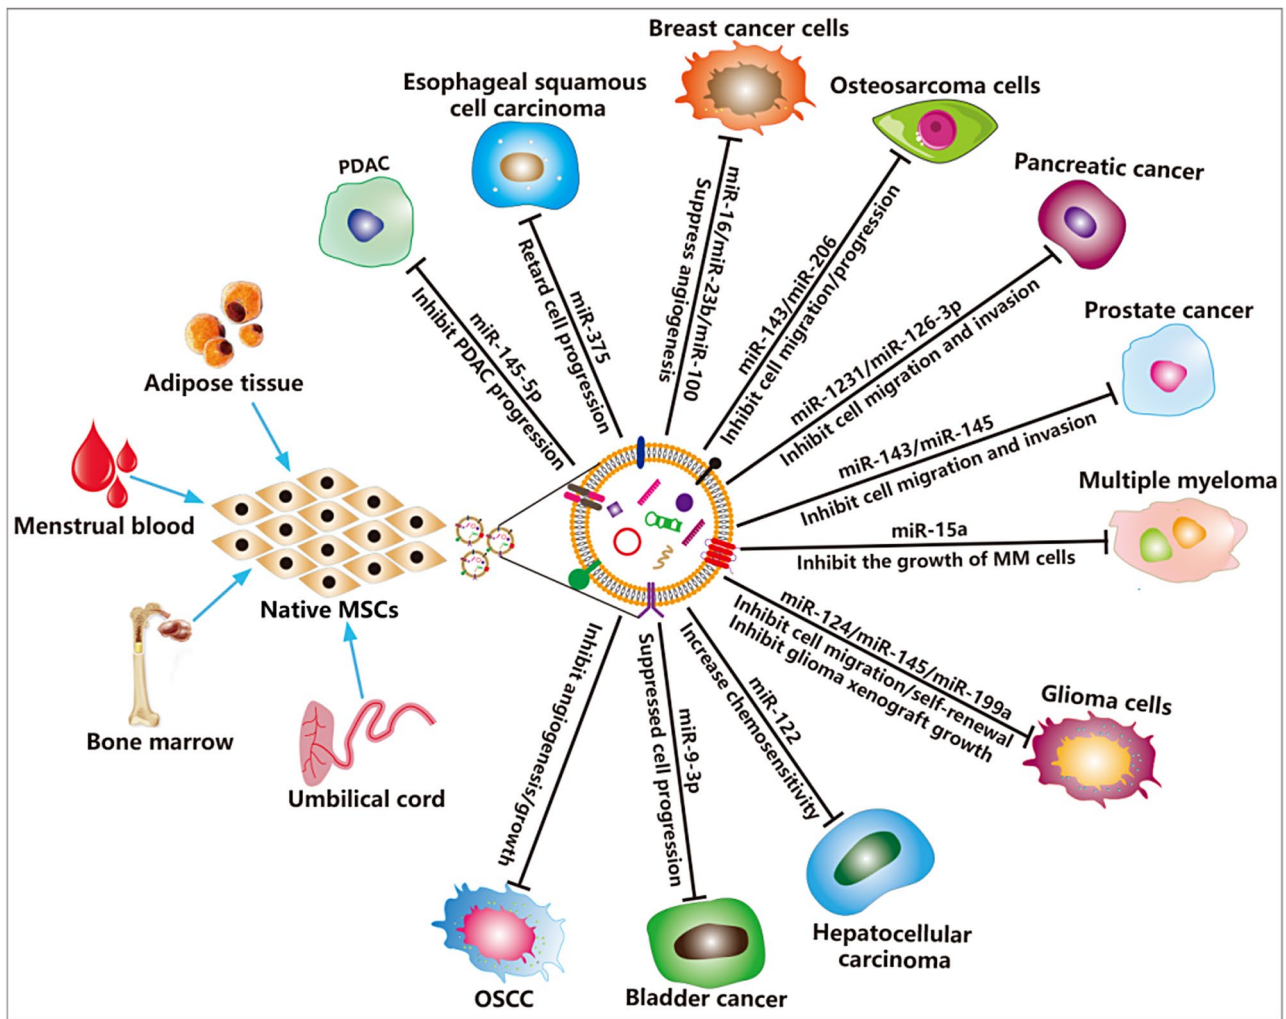 Breast cancer cells
Esophageal squamous
cell carcinoma
Osteosarcoma cells
PDAC
Pancreatic cancer
Prostate cancer
Multiple myeloma
Glioma cells
Hepatocellular
carcinoma
Bladder cancer
OSCC
Adipose tissue
Menstrual blood
Native MSCs
Bone marrow
Umbilical cord
miR-145-5p
Inhibit PDAC progression
miR-375
Retard cell progression
miR-16/miR-23b/miR-100
Suppress angiogenesis
miR-143/miR-206
Inhibit cell migration/progression
miR-1231/miR-126-3p
Inhibit cell migration and invasion
miR-143/miR-145
Inhibit cell migration and invasion
miR-15a
Inhibit the growth of MM cells
miR-124/miR-145/miR-199a
Inhibit cell migration/self-renewal
Inhibit glioma xenograft growth
miR-122
Increase chemosensitivity
miR-9-3p
Suppressed cell progression
Inhibit angiogenesis/growth